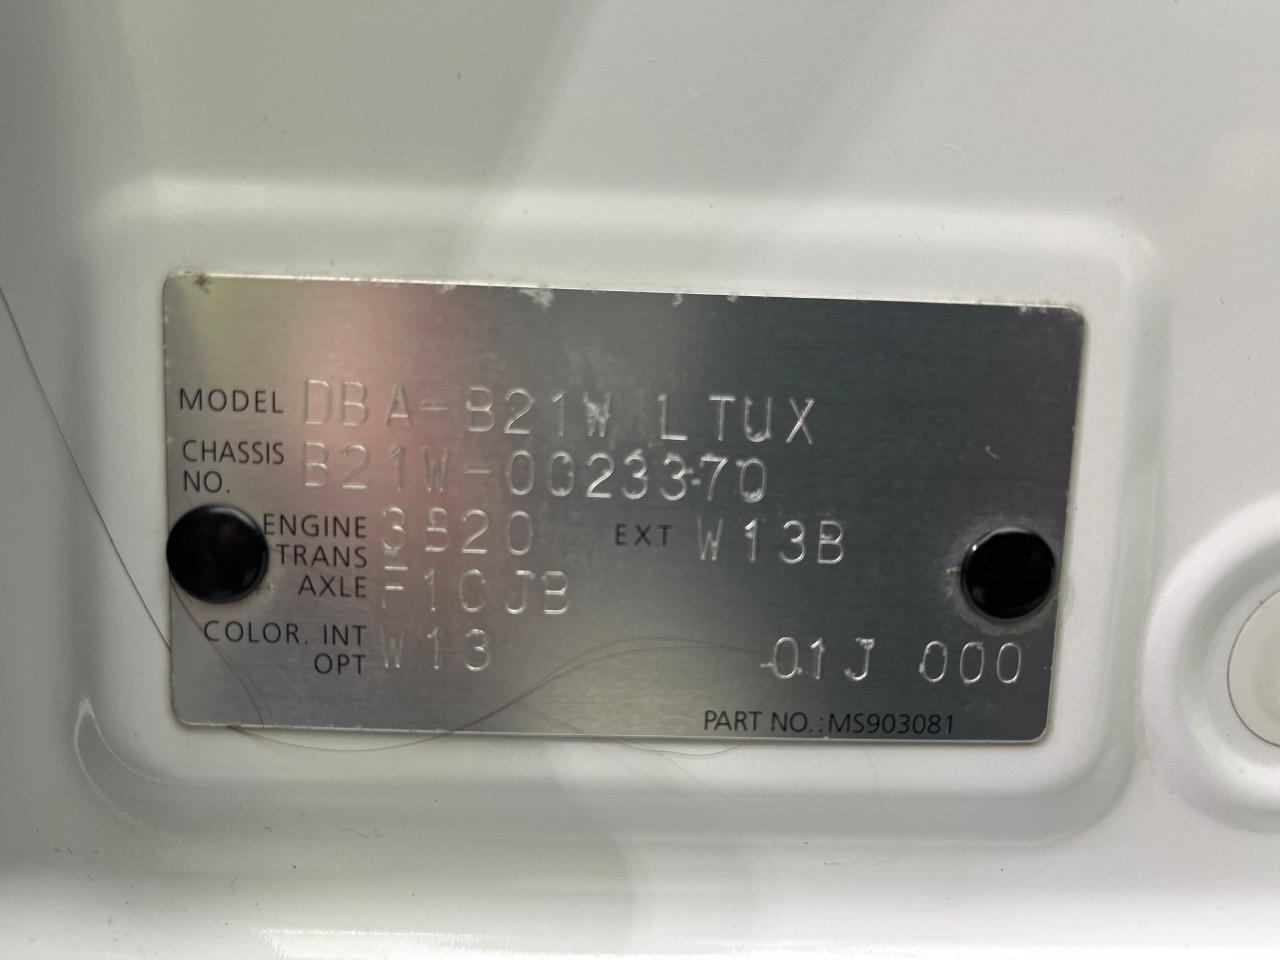 MODEL DBA-B21W LTUX
CHASSIS NO. B21W-0023370
ENGINE 3B20 EXT W13B
TRANS AXLE F1CJB
COLOR. INT OPT W13 01J 000
PART NO.:MS903081